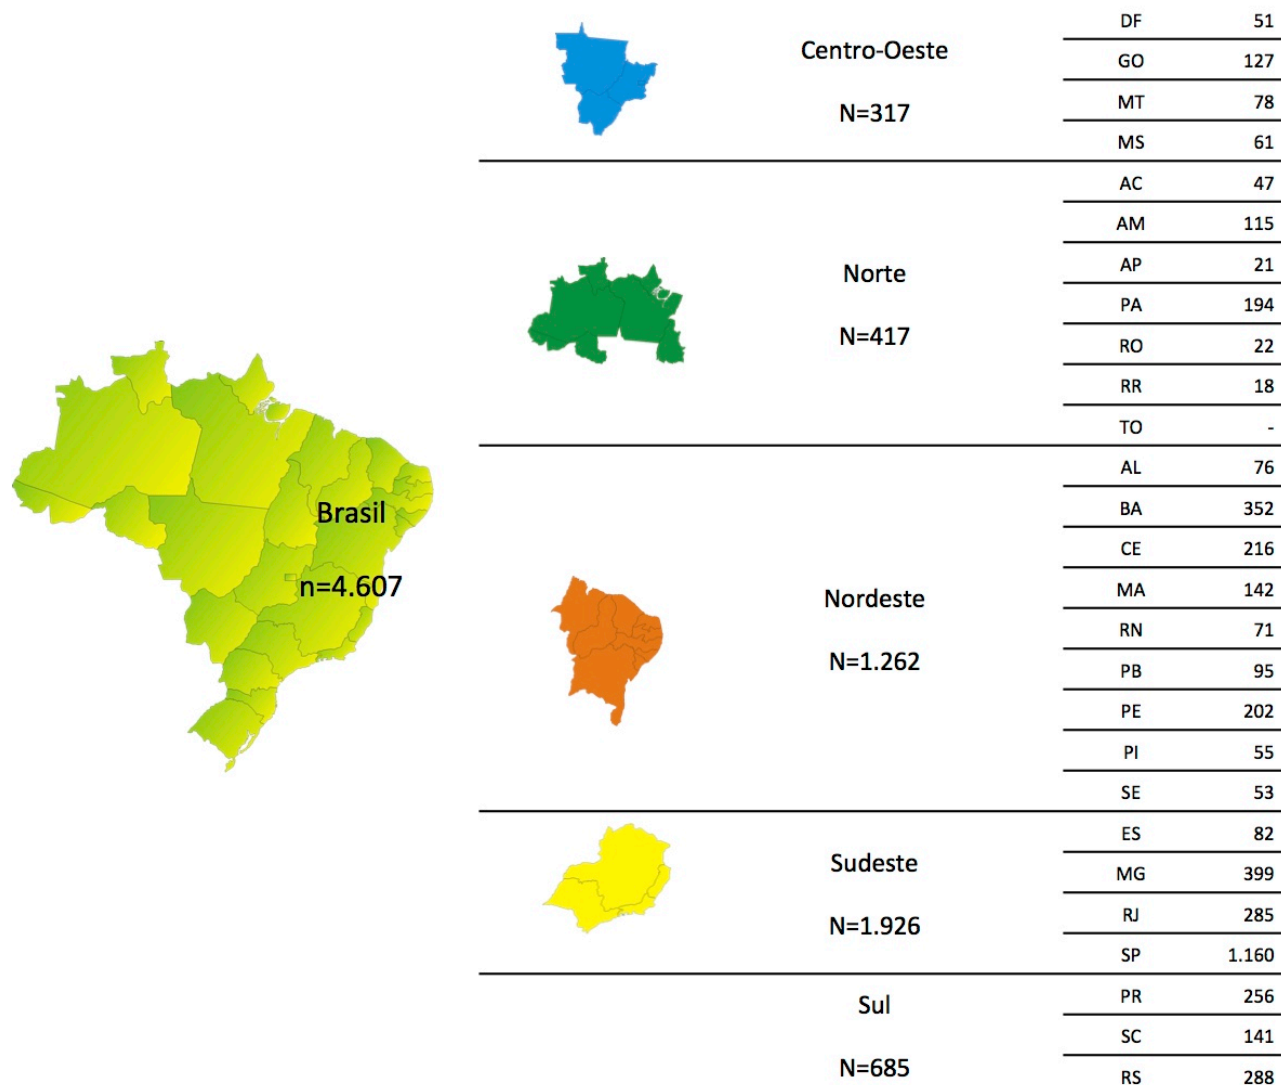 Brasil
n=4.607
Centro-Oeste
N=317
DF 51
GO 127
MT 78
MS 61
Norte
N=417
AC 47
AM 115
AP 21
PA 194
RO 22
RR 18
TO -
Nordeste
N=1.262
AL 76
BA 352
CE 216
MA 142
RN 71
PB 95
PE 202
PI 55
SE 53
Sudeste
N=1.926
ES 82
MG 399
RJ 285
SP 1.160
Sul
N=685
PR 256
SC 141
RS 288